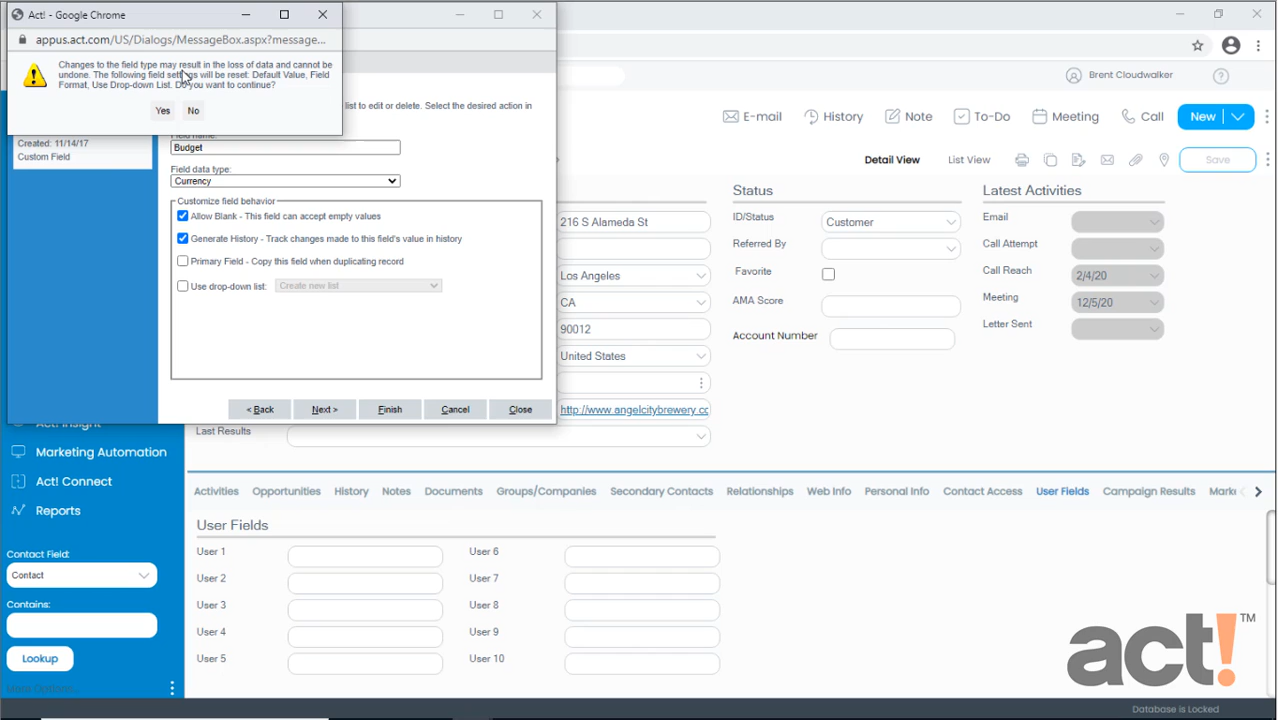 Act! - Google Chrome
appus.act.com/US/Dialogs/MessageBox.aspx?message...
Changes to the field type may result in the loss of data and cannot be
undone. The following field settings will be reset: Default Value, Field
Format, Use Drop-down List. Do you want to continue?
Yes No
list to edit or delete. Select the desired action in
Created: 11/14/17
Custom Field
Field name:
Budget
Field data type:
Currency
Customize field behavior
Allow Blank - This field can accept empty values
Generate History - Track changes made to this field's value in history
Primary Field - Copy this field when duplicating record
Use drop-down list: Create new list
< Back Next > Finish Cancel Close
Brent Cloudwalker
E-mail History Note To-Do Meeting Call New
Detail View List View Save
216 S Alameda St
Los Angeles
CA
90012
United States
http://www.angelcitybrewery.cc
Last Results
Status
ID/Status Customer
Referred By
Favorite
AMA Score
Account Number
Latest Activities
Email
Call Attempt
Call Reach 2/4/20
Meeting 12/5/20
Letter Sent
Act! Insight
Marketing Automation
Act! Connect
Reports
Contact Field:
Contact
Contains:
Lookup
More Options...
Activities Opportunities History Notes Documents Groups/Companies Secondary Contacts Relationships Web Info Personal Info Contact Access User Fields Campaign Results Marke
User Fields
User 1 User 6
User 2 User 7
User 3 User 8
User 4 User 9
User 5 User 10
act! TM
Database is Locked